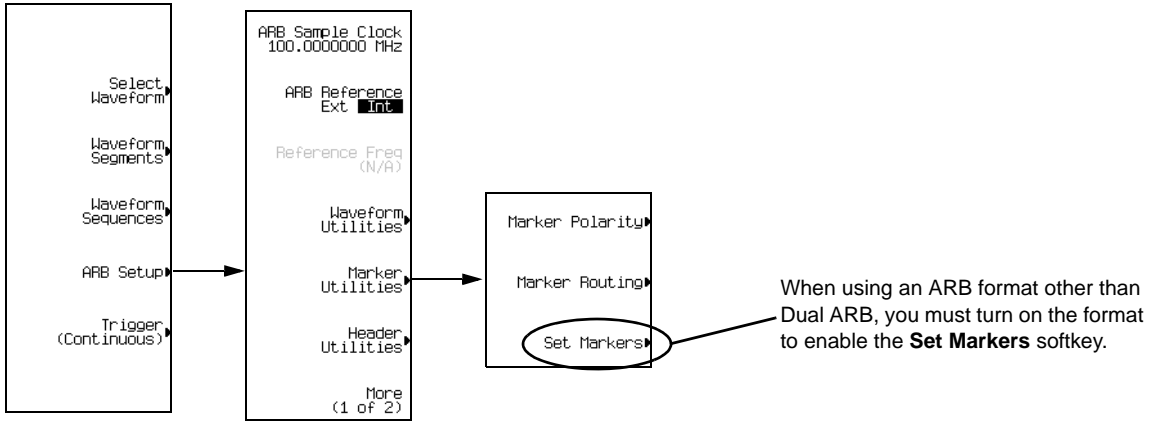 Select
Waveform
Waveform
Segments
Waveform
Sequences
ARB Setup
Trigger
(Continuous)
ARB Sample Clock
100.0000000 MHz
ARB Reference
Ext Int
Reference Freq
(N/A)
Waveform
Utilities
Marker
Utilities
Header
Utilities
More
(1 of 2)
Marker Polarity
Marker Routing
Set Markers
When using an ARB format other than
Dual ARB, you must turn on the format
to enable the Set Markers softkey.